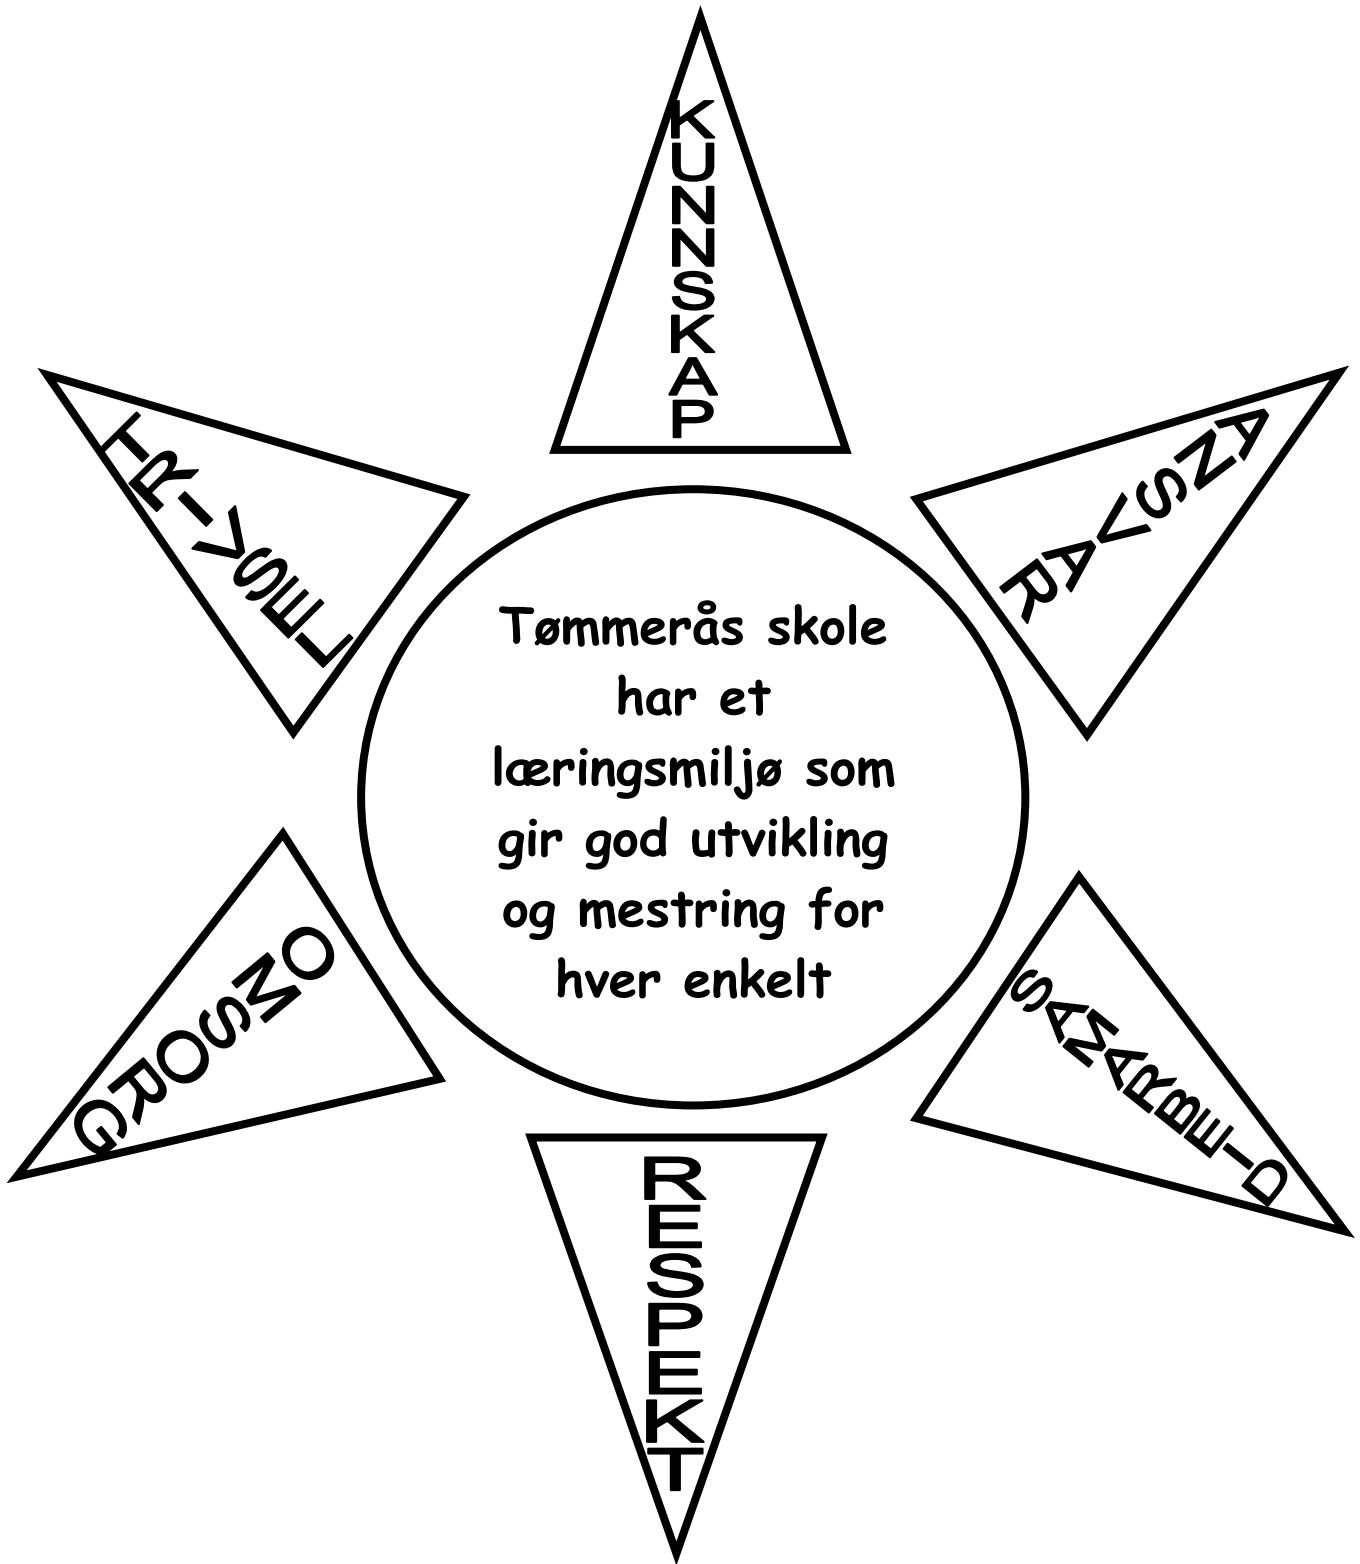 KUNNSKAP
TRIVSEL
ANSVAR
Tømmerås skole
har et
læringsmiljø som
gir god utvikling
og mestring for
hver enkelt
OMSORG
SAMARBEID
RESPEKT